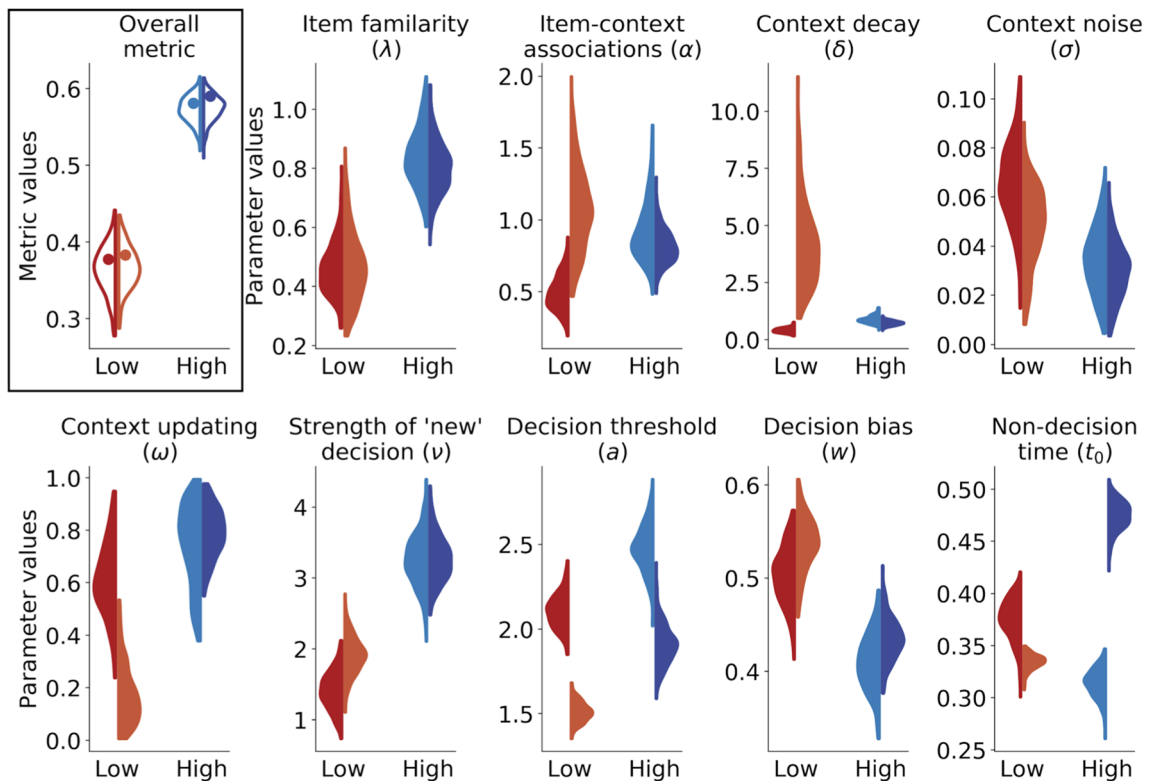 Overall
metric
Metric values
0.6
0.5
0.4
0.3
Low High
Item familarity
(λ)
Parameter values
1.0
0.8
0.6
0.4
0.2
Low High
Item-context
associations (α)
2.0
1.5
1.0
0.5
Low High
Context decay
(δ)
10.0
7.5
5.0
2.5
0.0
Low High
Context noise
(σ)
0.10
0.08
0.06
0.04
0.02
0.00
Low High
Context updating
(ω)
Parameter values
1.0
0.8
0.6
0.4
0.2
0.0
Low High
Strength of 'new'
decision (ν)
4
3
2
1
Low High
Decision threshold
(a)
2.5
2.0
1.5
Low High
Decision bias
(w)
0.6
0.5
0.4
Low High
Non-decision
time (t₀)
0.50
0.45
0.40
0.35
0.30
0.25
Low High